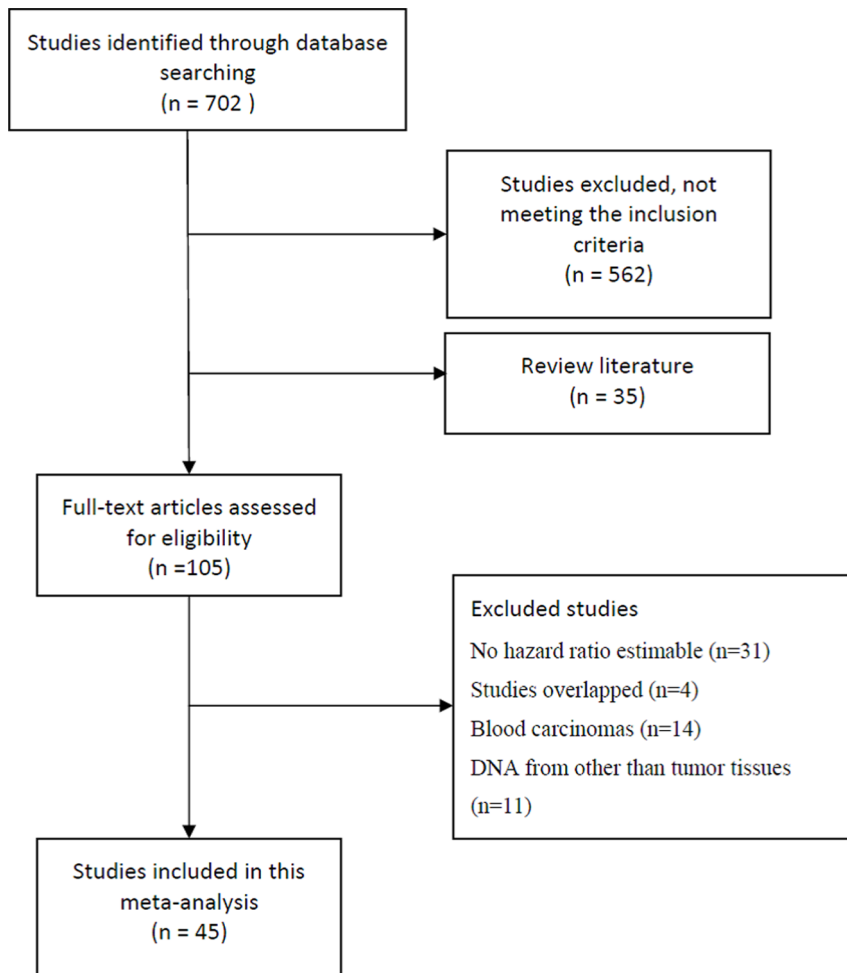 Studies identified through database
searching
(n = 702 )
Studies excluded, not
meeting the inclusion
criteria
(n = 562)
Review literature
(n = 35)
Full-text articles assessed
for eligibility
(n =105)
Excluded studies
No hazard ratio estimable (n=31)
Studies overlapped (n=4)
Blood carcinomas (n=14)
DNA from other than tumor tissues
(n=11)
Studies included in this
meta-analysis
(n = 45)